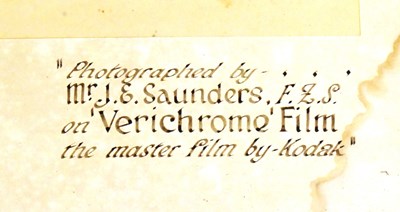 "Photographed by- . . .
Mr. J. E. Saunders, F. Z. S.
on 'Verichrome' Film
the master film by-Kodak"